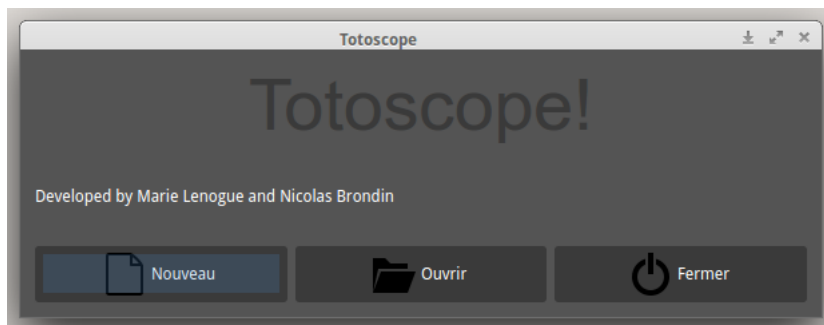 Totoscope
Totoscope!
Developed by Marie Lenogue and Nicolas Brondin
Nouveau Ouvrir Fermer